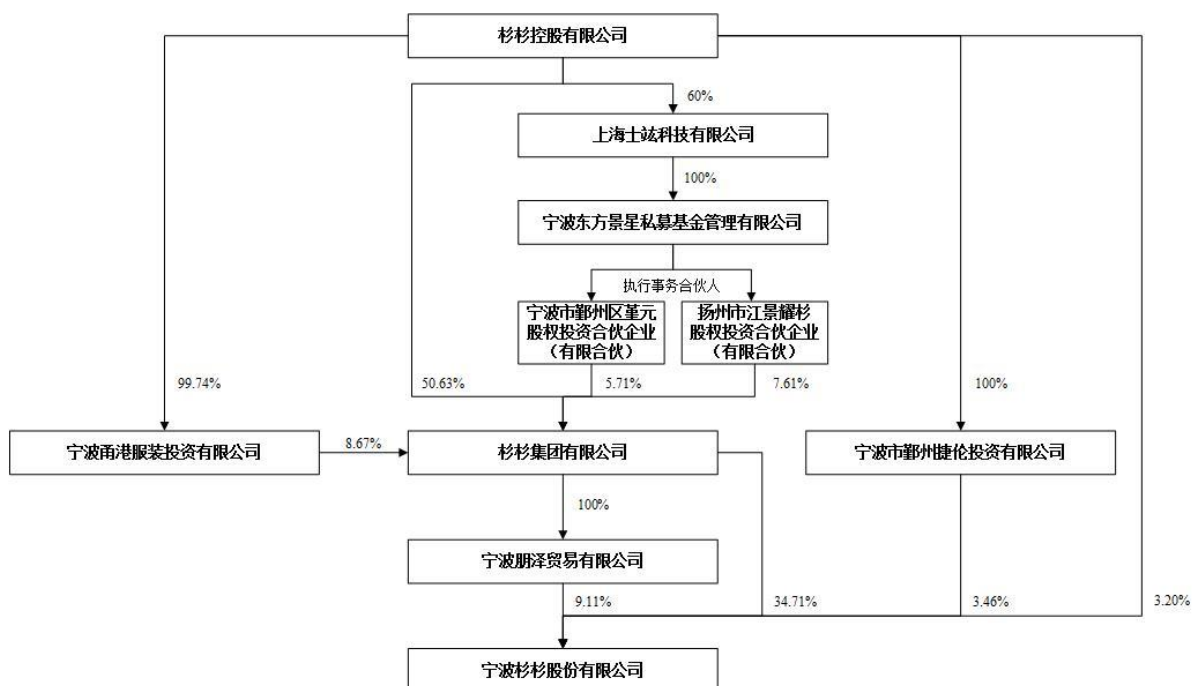 杉杉控股有限公司
60%
上海士竑科技有限公司
100%
宁波东方景星私募基金管理有限公司
执行事务合伙人
宁波市鄞州区堇元
股权投资合伙企业
（有限合伙）
扬州市江景耀杉
股权投资合伙企业
（有限合伙）
99.74%
50.63%
5.71%
7.61%
100%
宁波甬港服装投资有限公司
8.67%
杉杉集团有限公司
宁波市鄞州捷伦投资有限公司
100%
宁波朋泽贸易有限公司
9.11%
34.71%
3.46%
3.20%
宁波杉杉股份有限公司